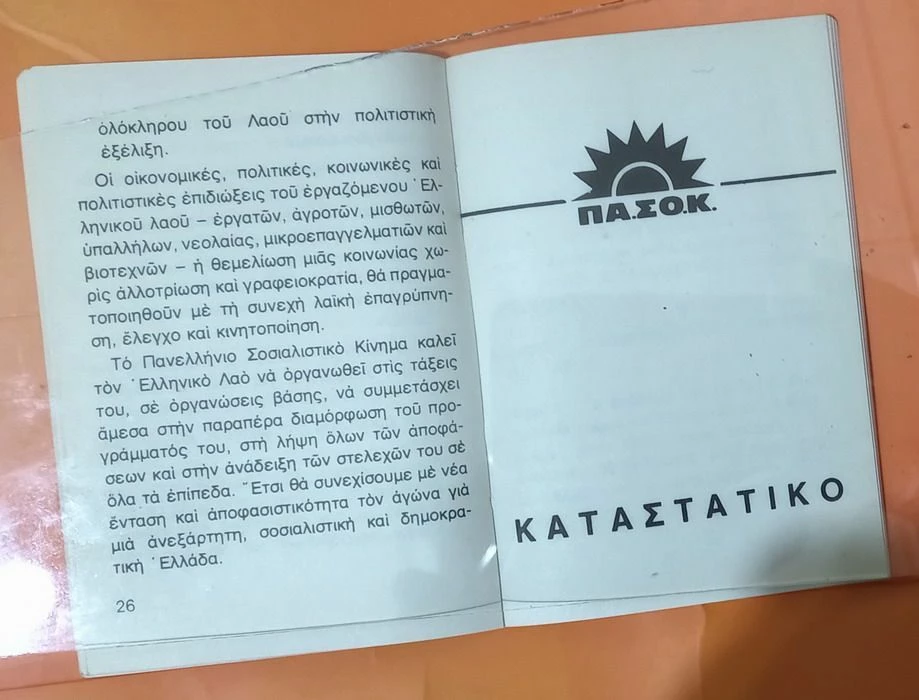 ὁλόκληρου τοῦ Λαοῦ στὴν πολιτιστικὴ
ἐξέλιξη.
Οἱ οἰκονομικές, πολιτικές, κοινωνικὲς καὶ
πολιτιστικὲς ἐπιδιώξεις τοῦ ἐργαζόμενου Ἑλ-
ληνικοῦ λαοῦ – ἐργατῶν, ἀγροτῶν, μισθωτῶν,
ὑπαλλήλων, νεολαίας, μικροεπαγγελματιῶν καὶ
βιοτεχνῶν – ἡ θεμελίωση μιᾶς κοινωνίας χω-
ρὶς ἀλλοτρίωση καὶ γραφειοκρατία, θά πραγμα-
τοποιηθοῦν μὲ τὴ συνεχὴ λαϊκὴ ἐπαγρύπνη-
ση, ἔλεγχο καὶ κινητοποίηση.
Τό Πανελλήνιο Σοσιαλιστικὸ Κίνημα καλεῖ
τὸν Ἑλληνικὸ Λαὸ νὰ ὀργανωθεῖ στὶς τάξεις
του, σὲ ὀργανώσεις βάσης, νὰ συμμετάσχει
ἄμεσα στὴν παραπέρα διαμόρφωση τοῦ προ-
γράμματός του, στὴ λήψη ὅλων τῶν ἀποφά-
σεων καὶ στὴν ἀνάδειξη τῶν στελεχῶν του σὲ
ὅλα τὰ ἐπίπεδα. Ἔτσι θὰ συνεχίσουμε μὲ νέα
ἔνταση καὶ ἀποφασιστικότητα τὸν ἀγώνα γιὰ
μιὰ ἀνεξάρτητη, σοσιαλιστικὴ καὶ δημοκρα-
τικὴ Ἑλλάδα.
26
ΠΑ.ΣΟ.Κ.
ΚΑΤΑΣΤΑΤΙΚΟ